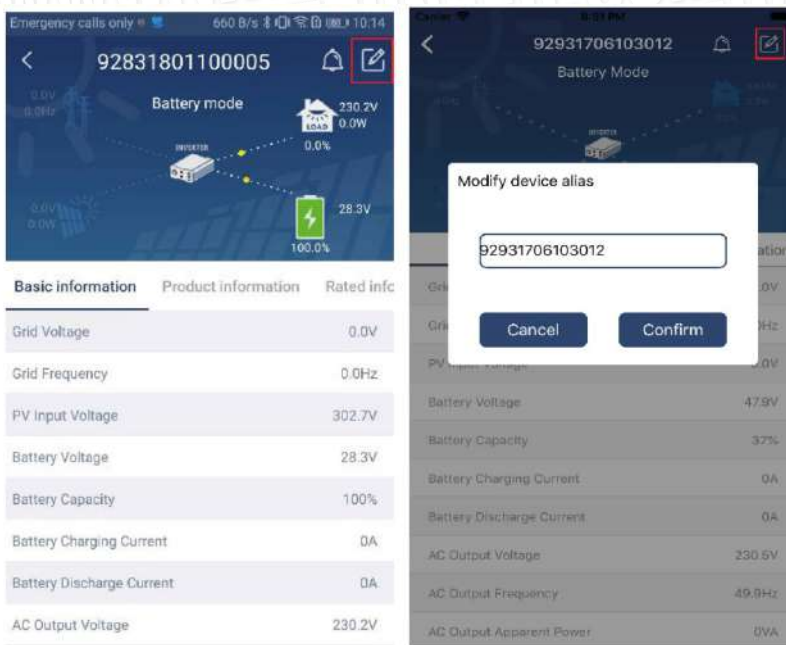 Emergency calls only
660 B/s
10:14
92831801100005
Battery mode
0.0V
0.0Hz
INVERTER
LOAD
230.2V
0.0W
0.0%
0.0V
0.0W
28.3V
100.0%
Basic information Product information Rated info
Grid Voltage 0.0V
Grid Frequency 0.0Hz
PV Input Voltage 302.7V
Battery Voltage 28.3V
Battery Capacity 100%
Battery Charging Current 0A
Battery Discharge Current 0A
AC Output Voltage 230.2V
Carrier
92931706103012
Battery Mode
INVERTER
Modify device alias
92931706103012
Cancel Confirm
Battery Voltage 47.9V
Battery Capacity 37%
Battery Charging Current 0A
Battery Discharge Current 0A
AC Output Voltage 230.6V
AC Output Frequency 49.9Hz
AC Output Apparent Power 0VA